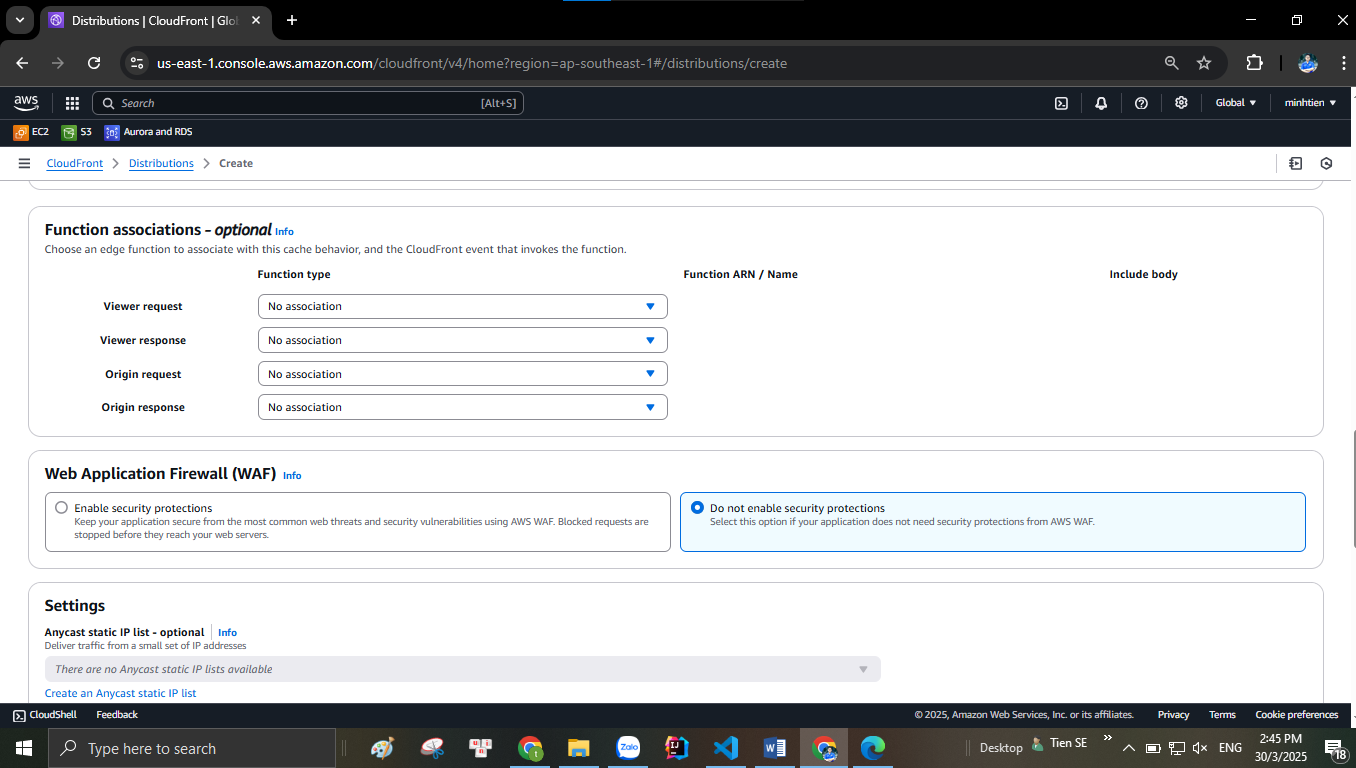 Distributions | CloudFront | Glo
us-east-1.console.aws.amazon.com/cloudfront/v4/home?region=ap-southeast-1#/distributions/create
aws
Search
[Alt+S]
Global
minhtien
EC2
S3
Aurora and RDS
CloudFront
Distributions
Create
Function associations - optional Info
Choose an edge function to associate with this cache behavior, and the CloudFront event that invokes the function.
Function type
Function ARN / Name
Include body
Viewer request
No association
Viewer response
No association
Origin request
No association
Origin response
No association
Web Application Firewall (WAF) Info
Enable security protections
Keep your application secure from the most common web threats and security vulnerabilities using AWS WAF. Blocked requests are
stopped before they reach your web servers.
Do not enable security protections
Select this option if your application does not need security protections from AWS WAF.
Settings
Anycast static IP list - optional Info
Deliver traffic from a small set of IP addresses
There are no Anycast static IP lists available
Create an Anycast static IP list
CloudShell
Feedback
© 2025, Amazon Web Services, Inc. or its affiliates.
Privacy
Terms
Cookie preferences
Type here to search
Zalo
Desktop
Tien SE
ENG
2:45 PM
30/3/2025
18